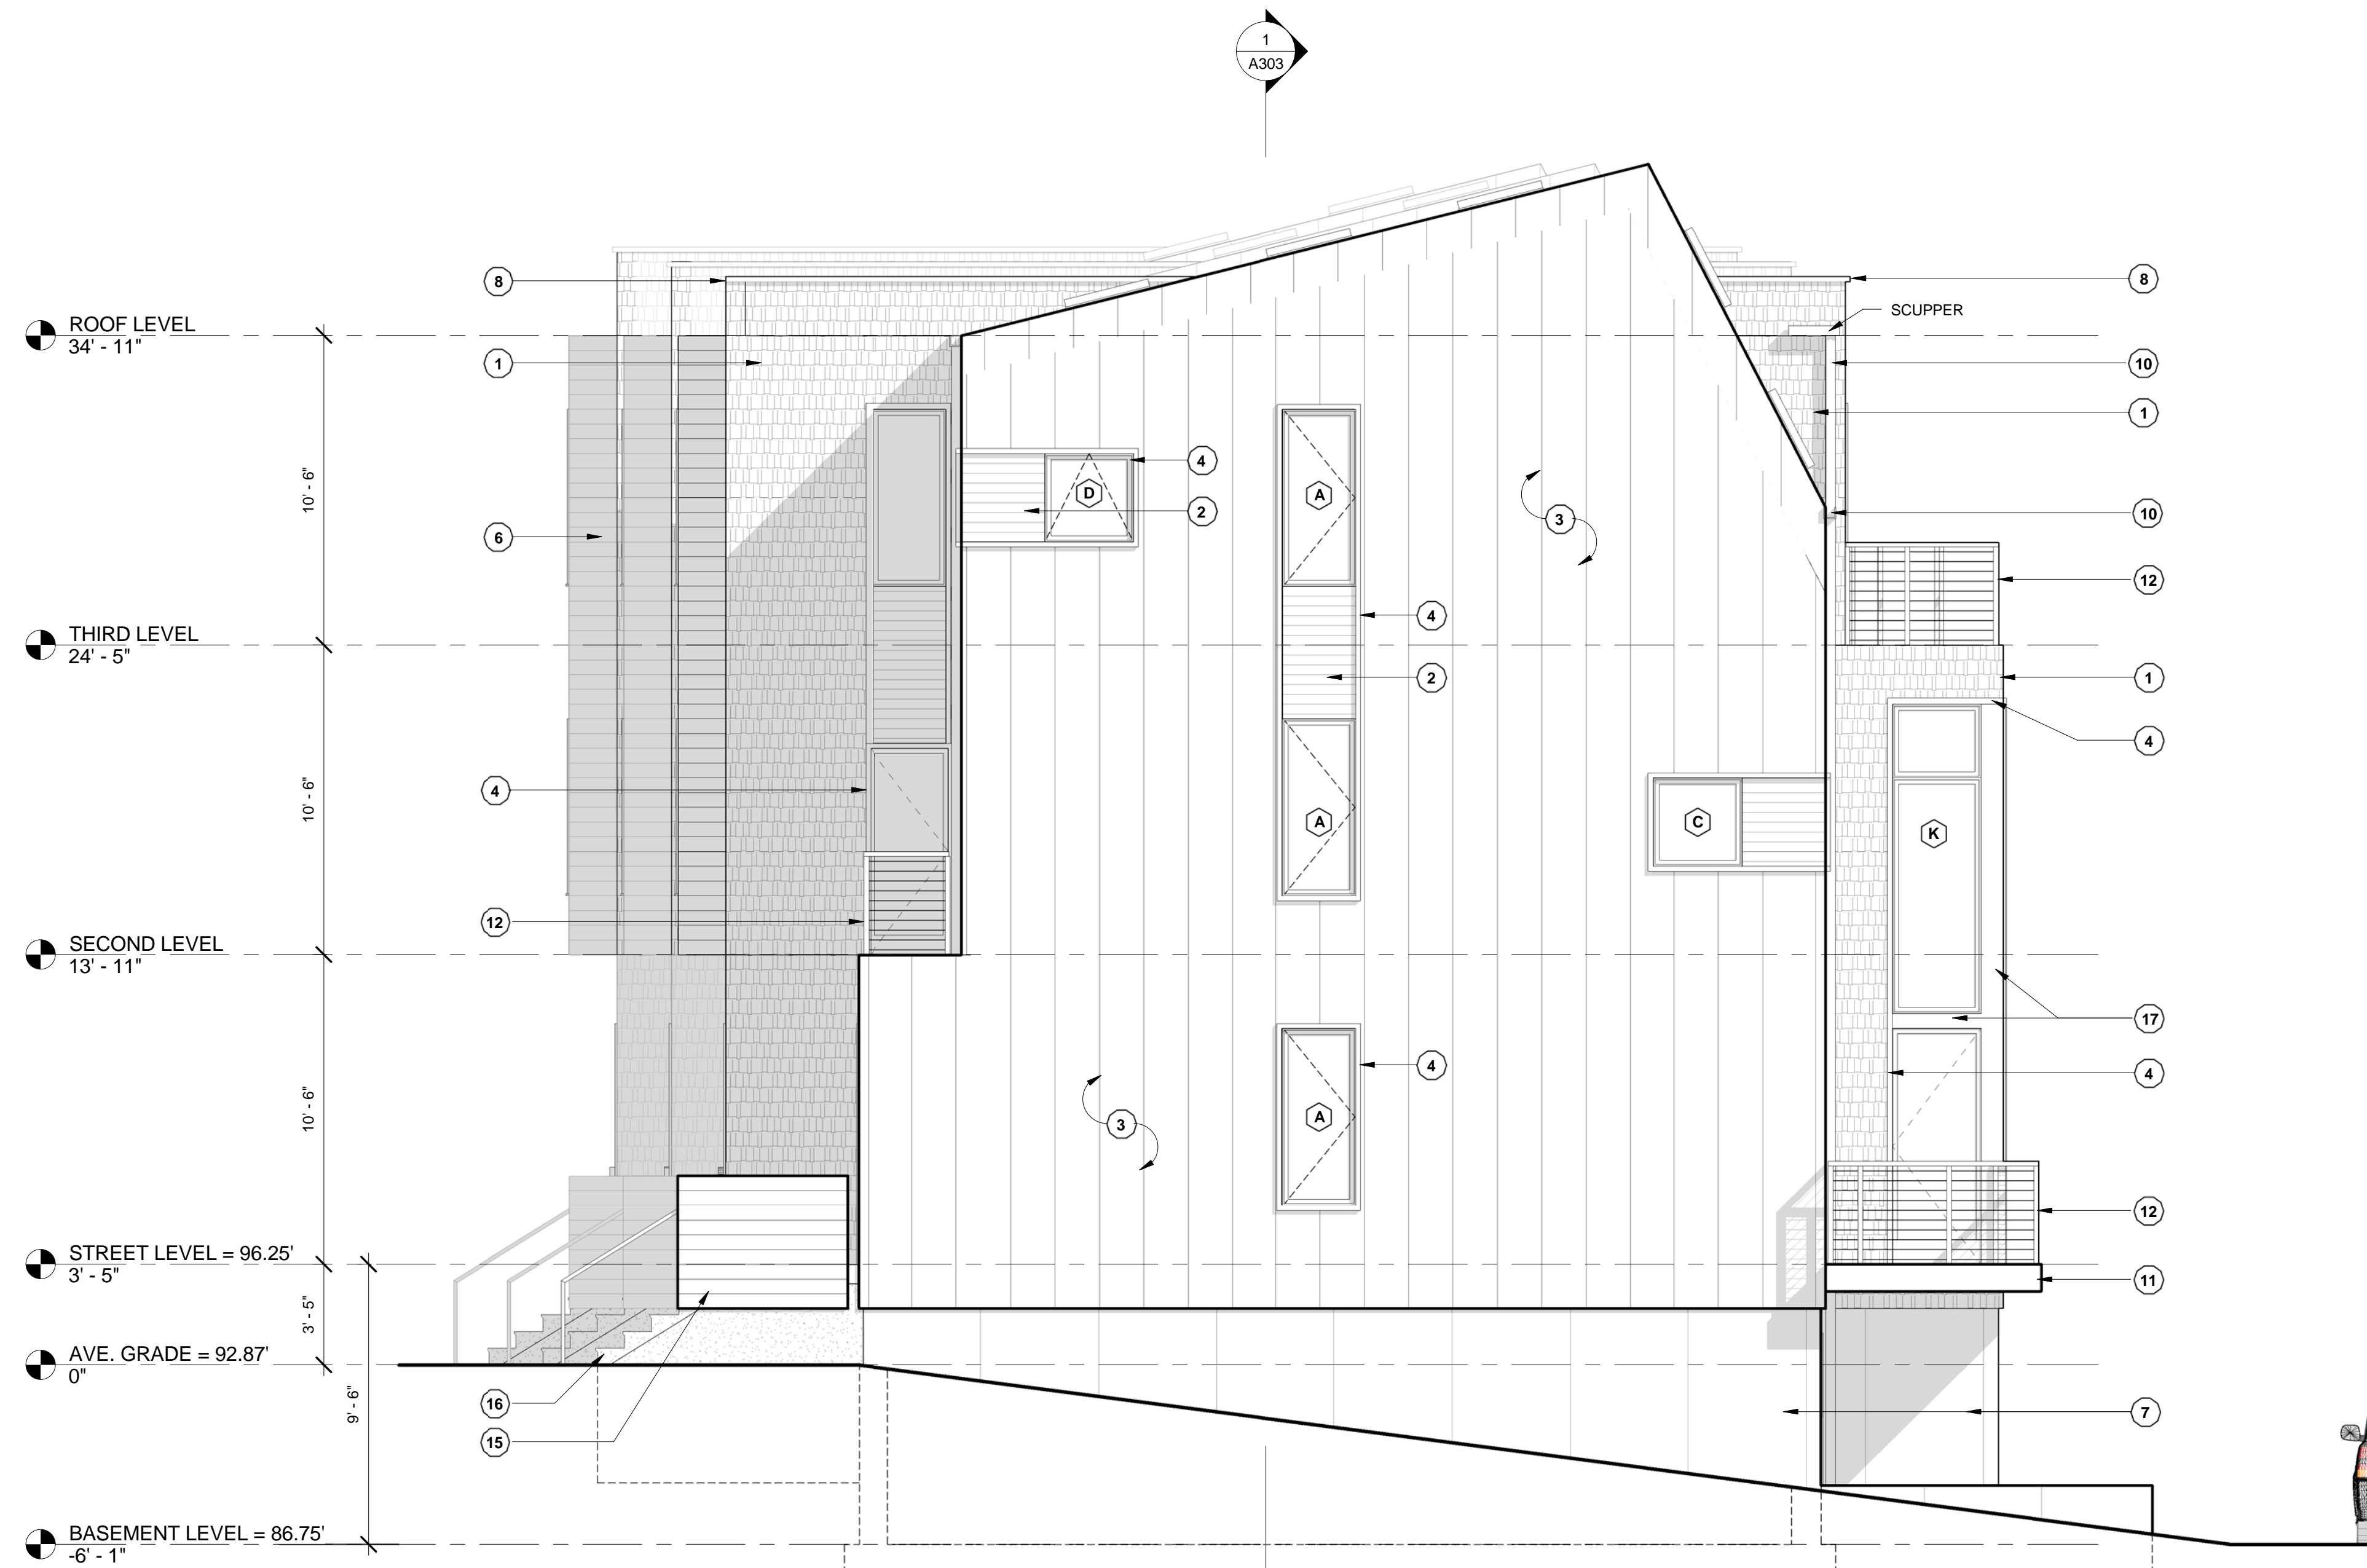 1
A303
8
8
SCUPPER
ROOF LEVEL
34' - 11"
1
10
1
4
D
A
2
10
3
6
10' - 6"
12
4
THIRD LEVEL
24' - 5"
2
1
4
4
10' - 6"
A
C
K
12
SECOND LEVEL
13' - 11"
17
4
4
10' - 6"
A
3
12
STREET LEVEL = 96.25'
3' - 5"
11
3' - 5"
AVE. GRADE = 92.87'
0"
9' - 6"
16
7
15
BASEMENT LEVEL = 86.75'
-6' - 1"